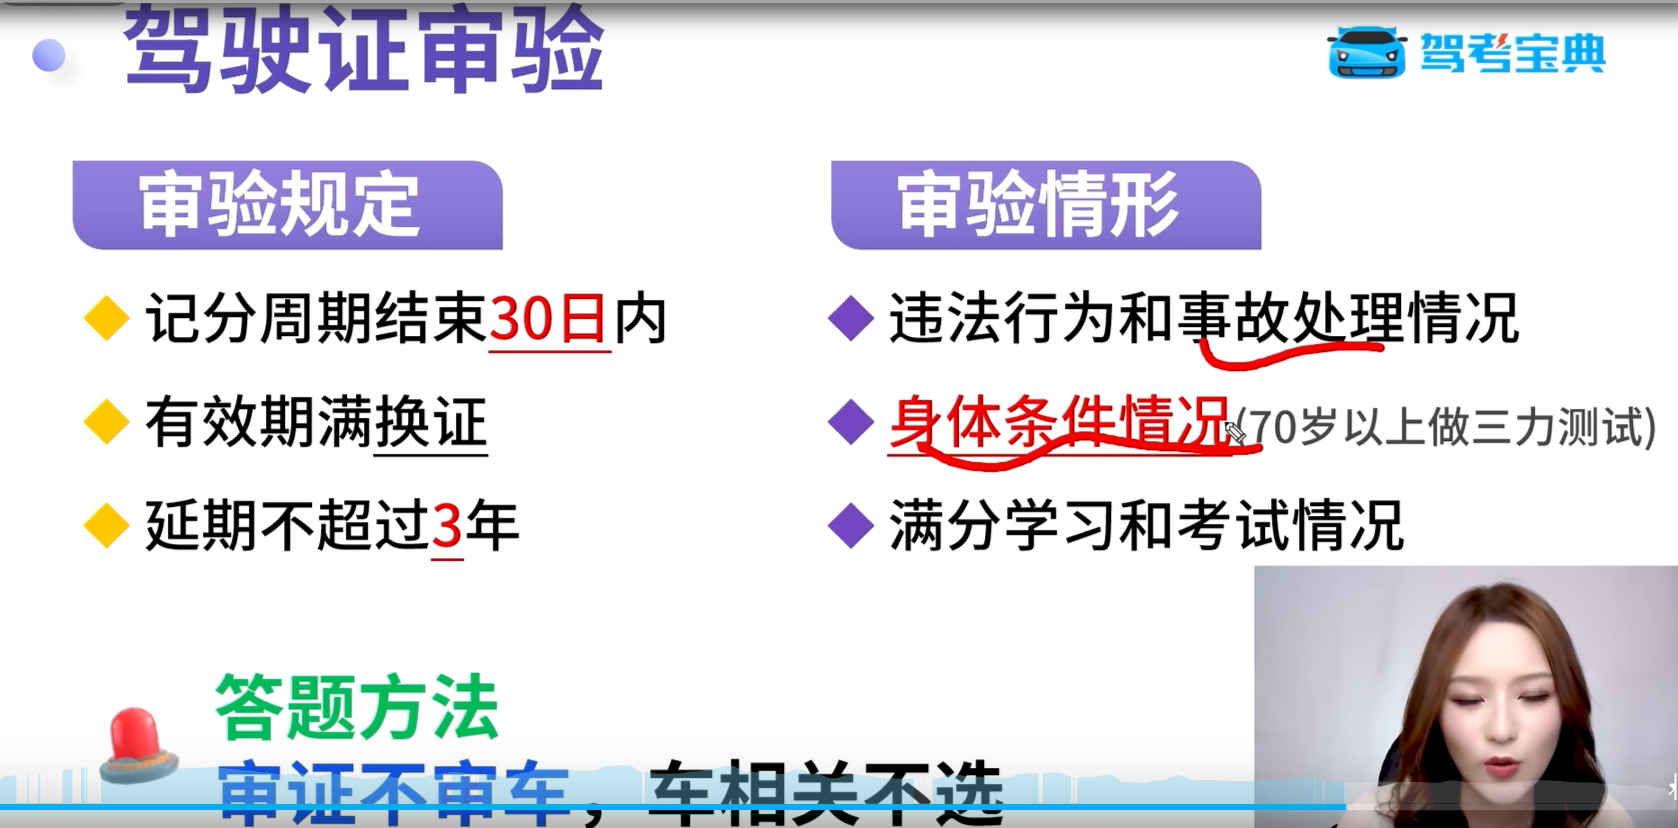 驾驶证审验
驾考宝典
审验规定
记分周期结束30日内
有效期满换证
延期不超过3年
审验情形
违法行为和事故处理情况
身体条件情况(70岁以上做三力测试)
满分学习和考试情况
答题方法
审证不审车，车相关不选